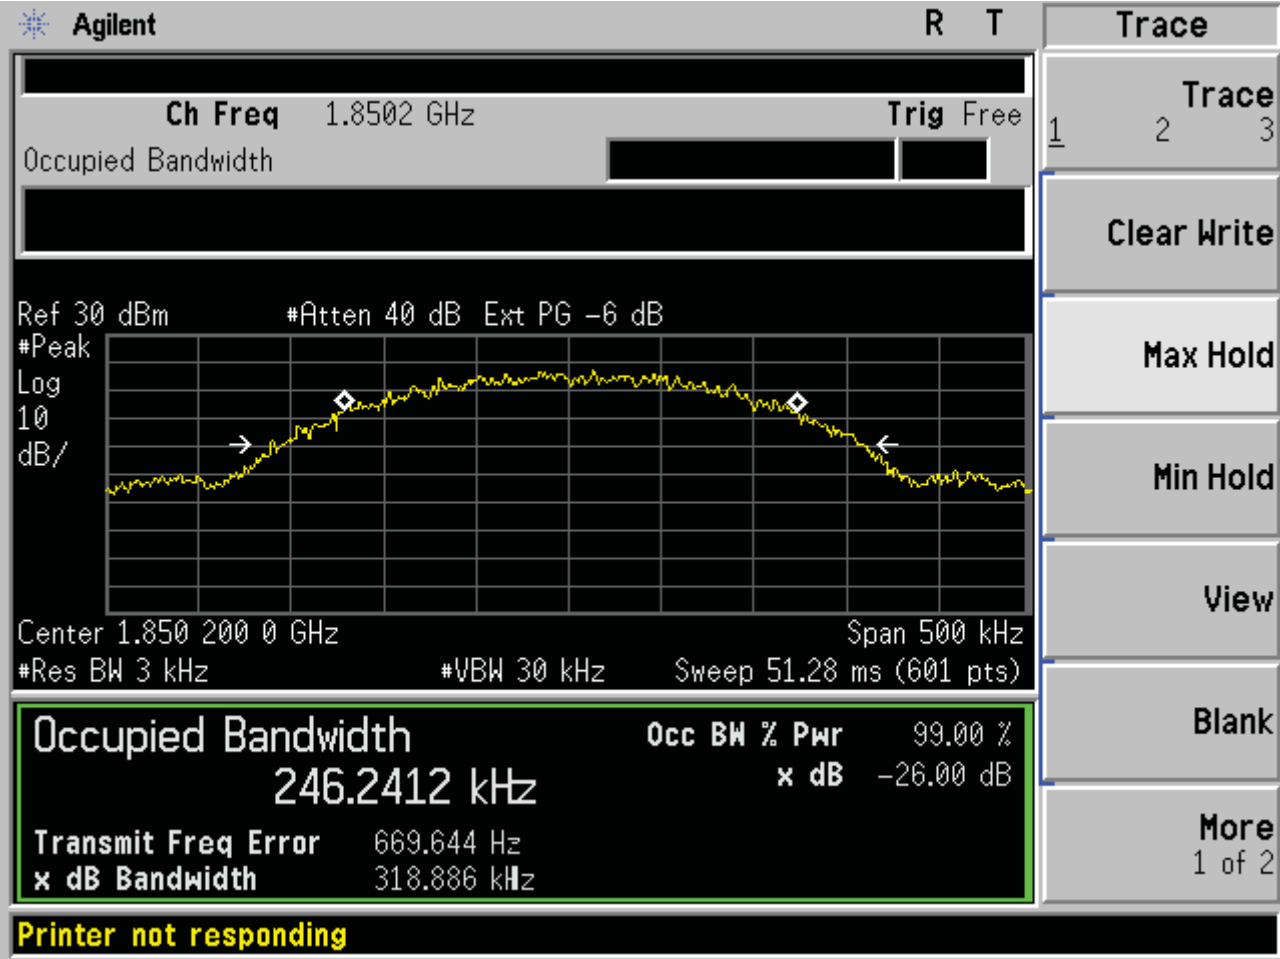 Agilent R T Trace
Ch Freq 1.8502 GHz Trig Free
Occupied Bandwidth
Trace
1 2 3
Clear Write
Max Hold
Min Hold
View
Blank
More
1 of 2
Ref 30 dBm #Atten 40 dB Ext PG -6 dB
#Peak
Log
10
dB/
Center 1.850 200 0 GHz Span 500 kHz
#Res BW 3 kHz #VBW 30 kHz Sweep 51.28 ms (601 pts)
Occupied Bandwidth Occ BW % Pwr 99.00 %
246.2412 kHz x dB -26.00 dB
Transmit Freq Error 669.644 Hz
x dB Bandwidth 318.886 kHz
Printer not responding